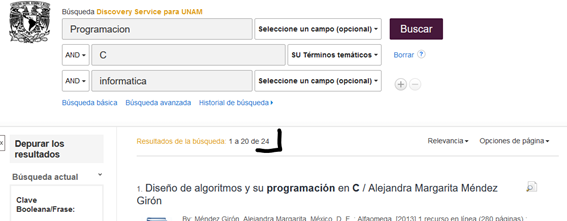 Búsqueda Discovery Service para UNAM
Programacion Seleccione un campo (opcional) Buscar
AND C SU Términos temáticos Borrar ?
AND informatica Seleccione un campo (opcional)
Búsqueda básica Búsqueda avanzada Historial de búsqueda
Depurar los resultados
Resultados de la búsqueda: 1 a 20 de 24 Relevancia Opciones de página
Búsqueda actual
1. Diseño de algoritmos y su programación en C / Alejandra Margarita Méndez
Girón
Clave
Booleana/Frase:
By: Méndez Girón, Alejandra Margarita. México, D. F. : Alfaomega, [2013] 1 recurso en línea (280 páginas) :